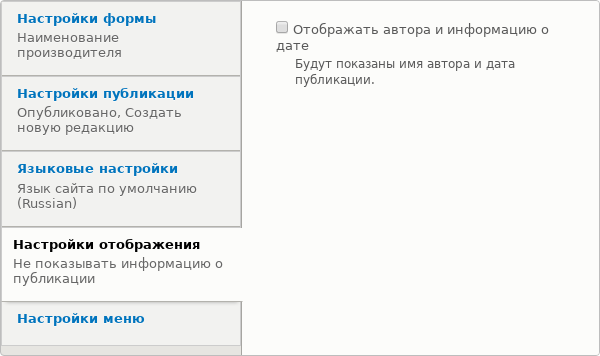 Настройки формы
Наименование
производителя
Настройки публикации
Опубликовано, Создать
новую редакцию
Языковые настройки
Язык сайта по умолчанию
(Russian)
Настройки отображения
Не показывать информацию о
публикации
Настройки меню
Отображать автора и информацию о
дате
Будут показаны имя автора и дата
публикации.